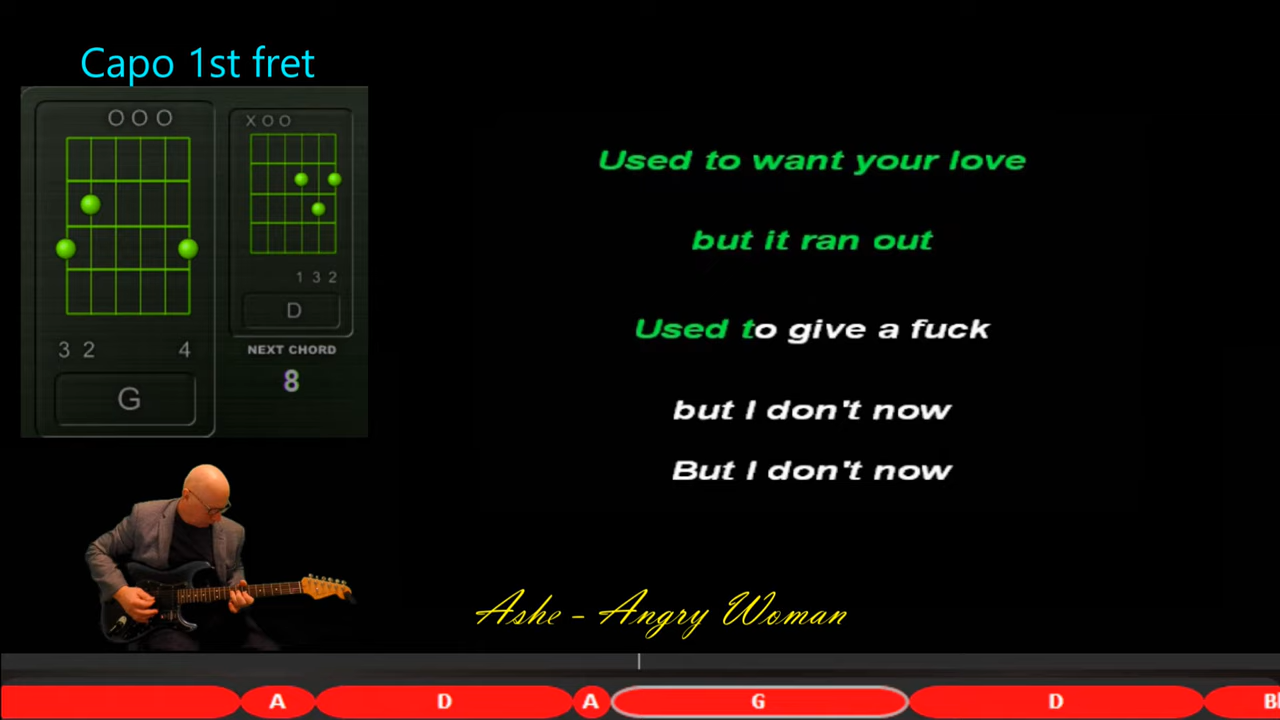 Capo 1st fret
O O O
X O O
1 3 2
D
3 2 4
NEXT CHORD
G
8
Used to want your love
but it ran out
Used to give a fuck
but I don't now
But I don't now
Ashe - Angry Woman
A D A G D